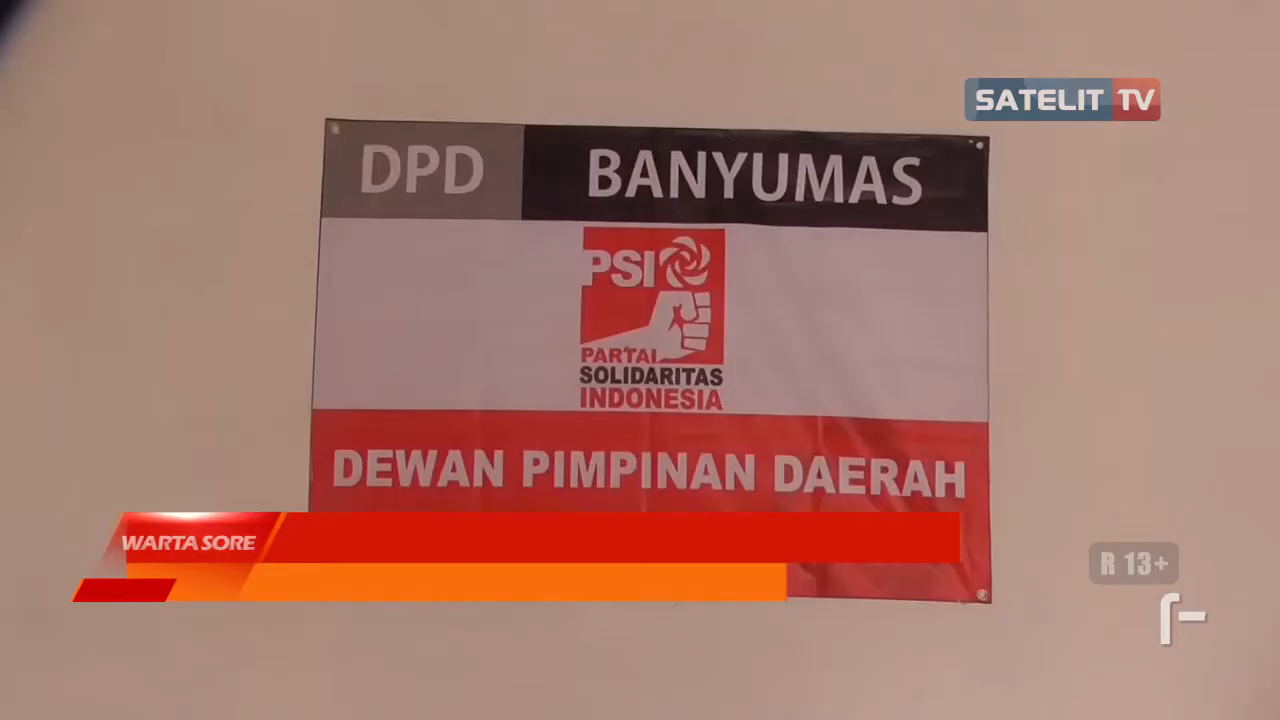 SATELIT TV
DPD BANYUMAS
PSI
PARTAI
SOLIDARITAS
INDONESIA
DEWAN PIMPINAN DAERAH
WARTA SORE
R 13+